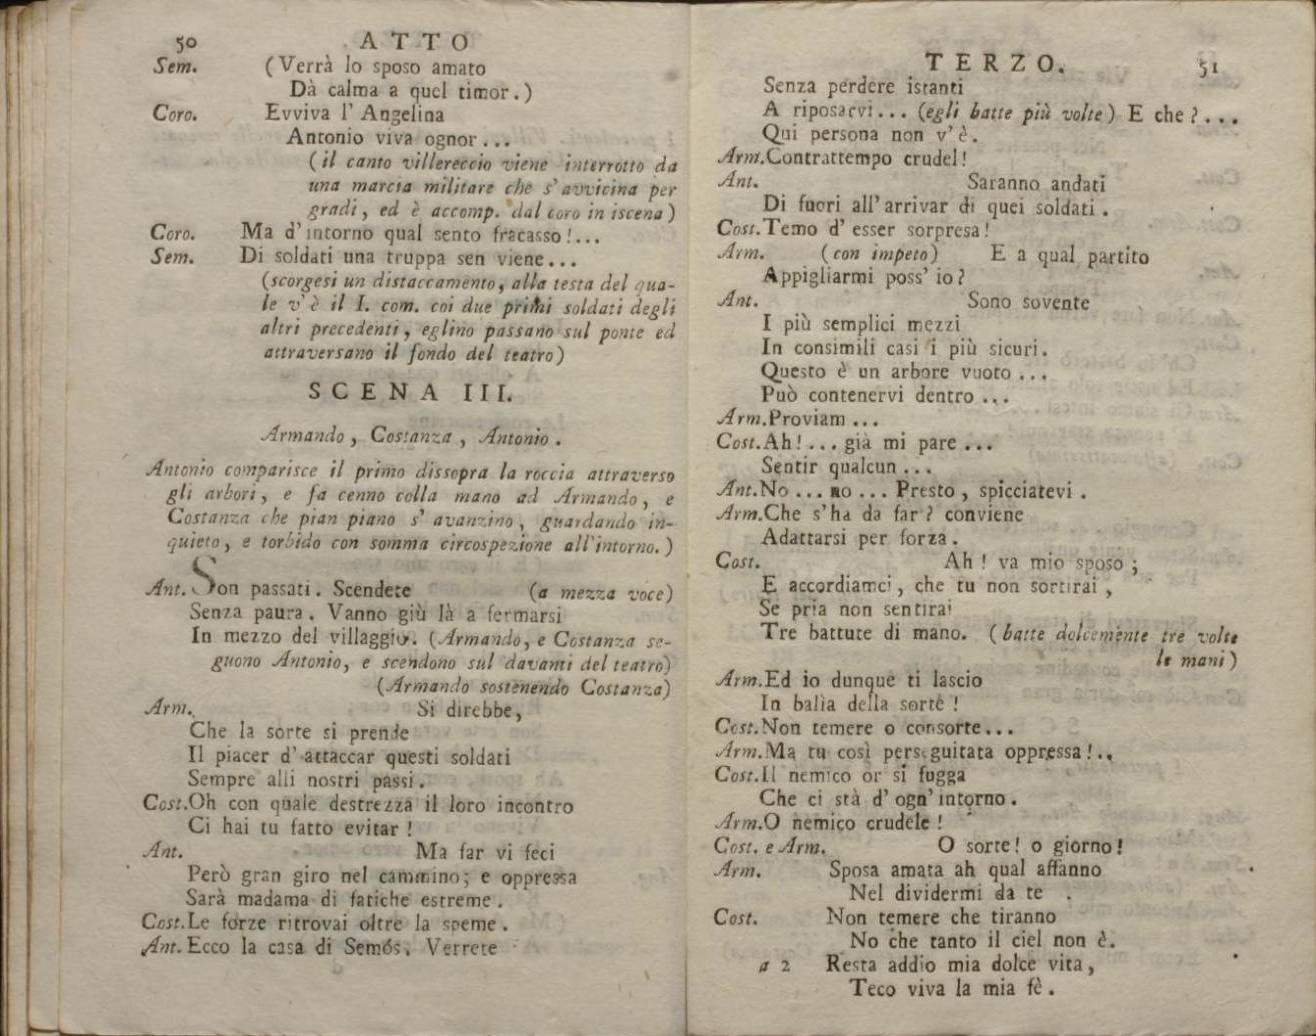 50 ATTO
Sem. (Verrà lo sposo amato
Dà calma a quel timor.)
Coro. Evviva l' Angelina
Antonio viva ognor...
(il canto villereccio viene interrotto da
una marcia militare che s'avvicina per
gradi, ed è accomp. dal coro in iscena)
Coro. Ma d'intorno qual sento fracasso!...
Sem. Di soldati una truppa sen viene...
(scorgesi un distaccamento, alla testa del qua-
le v'è il I. com. coi due primi soldati degli
altri precedenti, eglino passano sul ponte ed
attraversano il fondo del teatro)
SCENA III.
Armando, Costanza, Antonio.
Antonio comparisce il primo dissopra la roccia attraverso
gli arbori, e fa cenno colla mano ad Armando, e
Costanza che pian piano s' avanzino, guardando in-
quieto, e torbido con somma circospezione all'intorno.)
Ant. Son passati. Scendete (a mezza voce)
Senza paura. Vanno giù là a fermarsi
In mezzo del villaggio. (Armando, e Costanza se-
guono Antonio, e scendono sul davanti del teatro)
(Armando sostenendo Costanza)
Arm. Si direbbe,
Che la sorte si prende
Il piacer d' attaccar questi soldati
Sempre alli nostri passi.
Cost. Oh con quale destrezza il loro incontro
Ci hai tu fatto evitar!
Ant. Ma far vi feci
Però gran giro nel cammino; e oppressa
Sarà madama di fatiche estreme.
Cost. Le forze ritrovai oltre la speme.
Ant. Ecco la casa di Semós. Verrete
TERZO. 51
Senza perdere istanti
A riposarvi... (egli batte più volte) E che?...
Qui persona non v'è.
Arm. Contrattempo crudel!
Ant. Saranno andati
Di fuori all'arrivar di quei soldati.
Cost. Temo d' esser sorpresa!
Arm. (con impeto) E a qual partito
Appigliarmi poss' io?
Ant. Sono sovente
I più semplici mezzi
In consimili casi i più sicuri.
Questo è un arbore vuoto...
Può contenervi dentro...
Arm. Proviam...
Cost. Ah!... già mi pare...
Sentir qualcun...
Ant. No... no... Presto, spicciatevi.
Arm. Che s'ha da far? conviene
Adattarsi per forza.
Cost. Ah! va mio sposo;
E accordiamci, che tu non sortirai,
Se pria non sentirai
Tre battute di mano. (batte dolcemente tre volte
le mani)
Arm. Ed io dunque ti lascio
In balìa della sorte!
Cost. Non temere o consorte...
Arm. Ma tu così perseguitata oppressa!..
Cost. Il nemico or si fugga
Che ci stà d' ogn' intorno.
Arm. O nemico crudele!
Cost. e Arm. O sorte! o giorno!
Arm. Sposa amata ah qual affanno
Nel dividermi da te.
Cost. Non temere che tiranno
No che tanto il ciel non è.
a 2 Resta addio mia dolce vita,
Teco viva la mia fè.